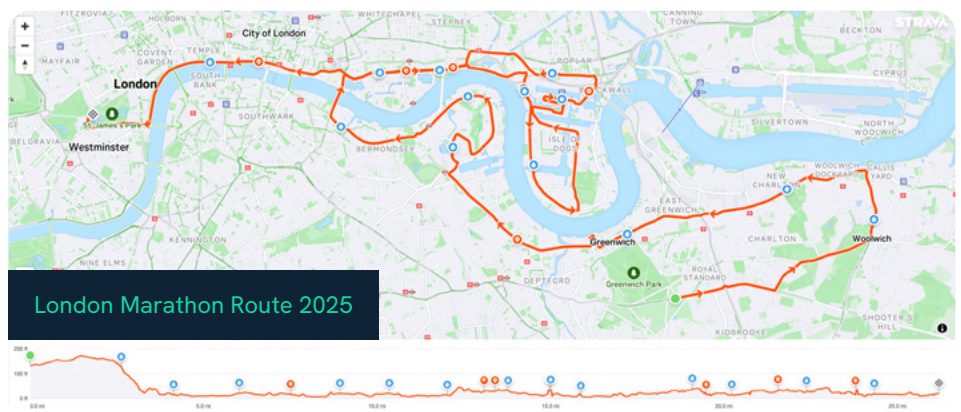 FITZROVIA
HOLBORN
WHITECHAPEL
STEPNEY
CANNING
TOWN
STRAVA
BECKTON
City of London
MAYFAIR
COVENT
GARDEN
TEMPLE
POPLAR
CYPRUS
London
SOUTH
BANK
BLACKWALL
St James's Park
SOUTHWARK
SILVERTOWN
NORTH
WOOLWICH
BELGRAVIA
Westminster
BERMONDSEY
ISLE OF
DOGS
WOOLWICH
DOCKYARD
GALLIS
YARD
NEW
CHARLTON
EAST
GREENWICH
KENNINGTON
Greenwich
CHARLTON
Woolwich
NINE ELMS
DEPTFORD
Greenwich Park
ROYAL
STANDARD
London Marathon Route 2025
SHOOTER'S
HILL
KIDBROOKE
200 ft
100 ft
0 ft
0.0 mi
5.0 mi
10.0 mi
15.0 mi
20.0 mi
25.0 mi